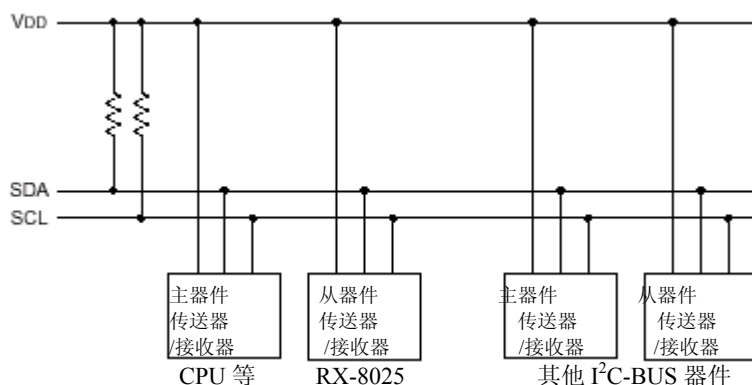 VDD
SDA
SCL
主器件
传送器
/接收器
从器件
传送器
/接收器
主器件
传送器
/接收器
从器件
传送器
/接收器
CPU 等
RX-8025
其他 I²C-BUS 器件